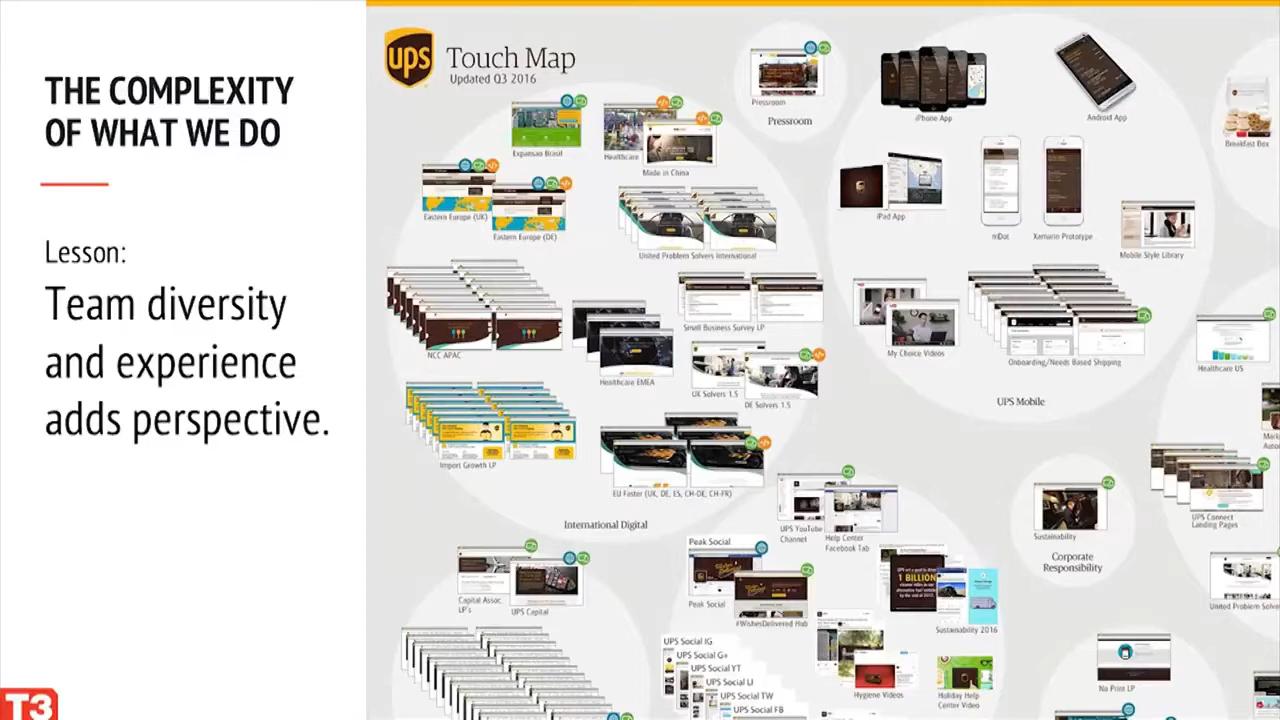 THE COMPLEXITY
OF WHAT WE DO
Lesson:
Team diversity
and experience
adds perspective.
T3
ups
Touch Map
Updated Q3 2016
Pressroom
Pressroom
iPhone App
Android App
Breakfast Box
Expansao Brasil
Healthcare
Made in China
iPad App
mDot
Xamarin Prototype
Mobile Style Library
Eastern Europe (UK)
Eastern Europe (DE)
United Problem Solvers International
NCC APAC
Small Business Survey LP
Healthcare EMEA
UK Solvers 1.5
DE Solvers 1.5
My Choice Videos
Onboarding/Needs Based Shipping
Healthcare US
UPS Mobile
Import Growth LP
EU Faster (UK, DE, ES, CH-DE, CH-FR)
International Digital
UPS YouTube
Channel
Help Center
Facebook Tab
Sustainability
Corporate
Responsibility
UPS Connect
Landing Pages
Capital Assoc
LP's
UPS Capital
Peak Social
Peak Social
#WishesDelivered Hub
1 BILLION
Sustainability 2016
United Problem Solve
UPS Social IG
UPS Social G+
UPS Social YT
UPS Social LI
UPS Social TW
UPS Social FB
Hygiene Videos
Holiday Help
Center Video
No Print LP